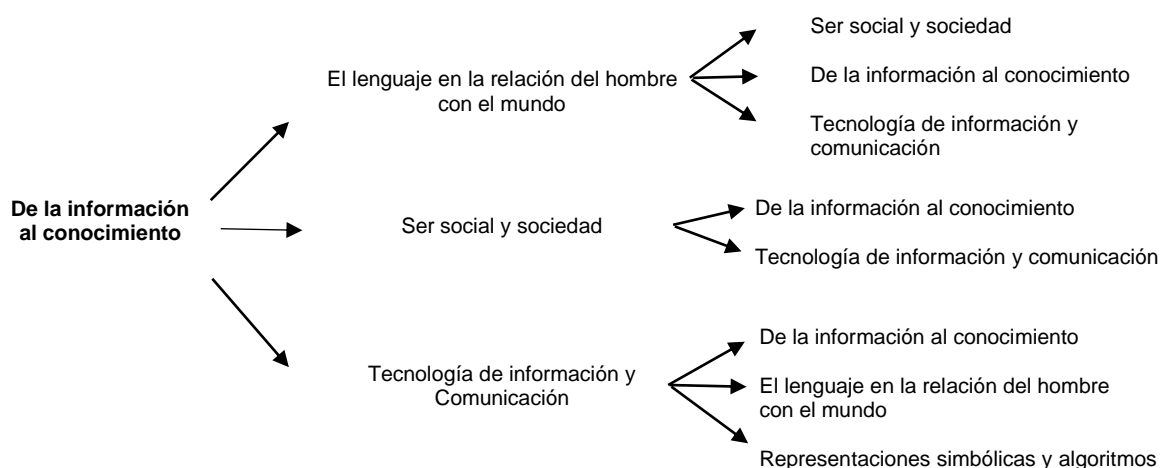 De la información
al conocimiento
El lenguaje en la relación del hombre
con el mundo
Ser social y sociedad
De la información al conocimiento
Tecnología de información y
comunicación
Ser social y sociedad
De la información al conocimiento
Tecnología de información y comunicación
Tecnología de información y
Comunicación
De la información al conocimiento
El lenguaje en la relación del hombre
con el mundo
Representaciones simbólicas y algoritmos